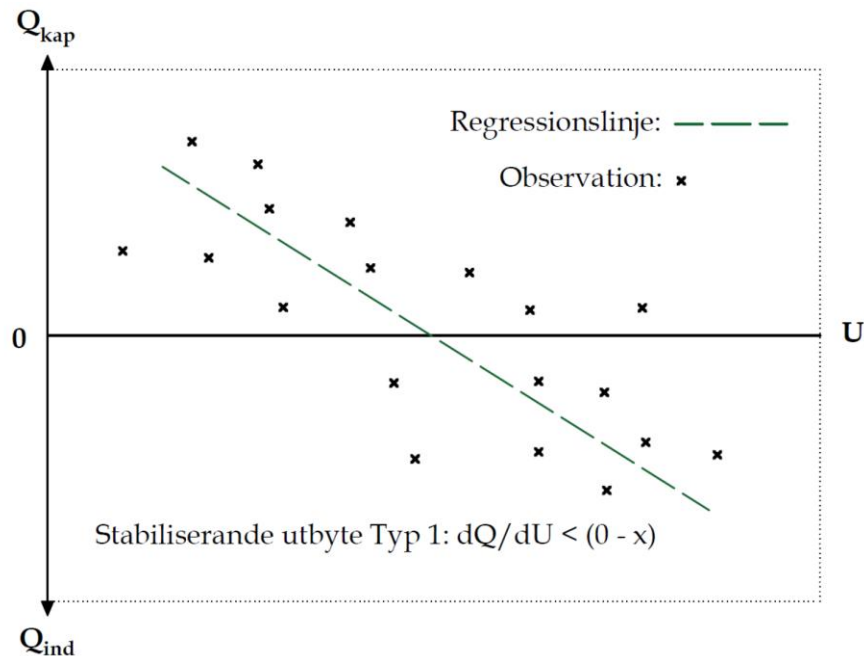 Q_kap
Regressionslinje:
Observation:
0
U
Stabiliserande utbyte Typ 1: dQ/dU < (0 - x)
Q_ind